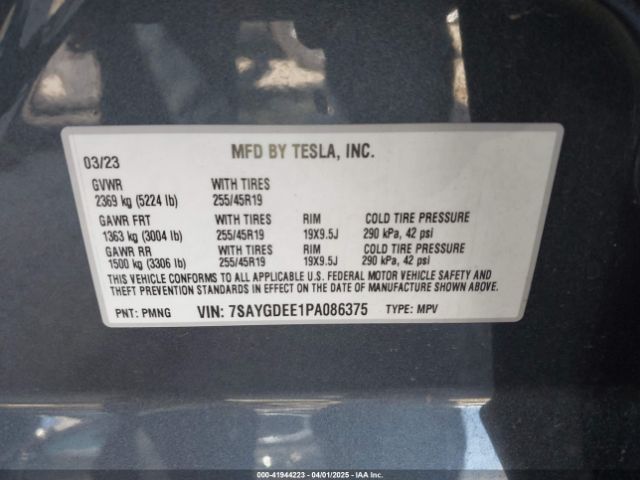 03/23 MFD BY TESLA, INC.
GVWR WITH TIRES
2369 kg (5224 lb) 255/45R19
GAWR FRT WITH TIRES RIM COLD TIRE PRESSURE
1363 kg (3004 lb) 255/45R19 19X9.5J 290 kPa, 42 psi
GAWR RR WITH TIRES RIM COLD TIRE PRESSURE
1500 kg (3306 lb) 255/45R19 19X9.5J 290 kPa, 42 psi
THIS VEHICLE CONFORMS TO ALL APPLICABLE U.S. FEDERAL MOTOR VEHICLE SAFETY AND
THEFT PREVENTION STANDARDS IN EFFECT ON THE DATE OF MANUFACTURE SHOWN ABOVE.
PNT: PMNG VIN: 7SAYGDEE1PA086375 TYPE: MPV
000-41944223 - 04/01/2025 - IAA Inc.